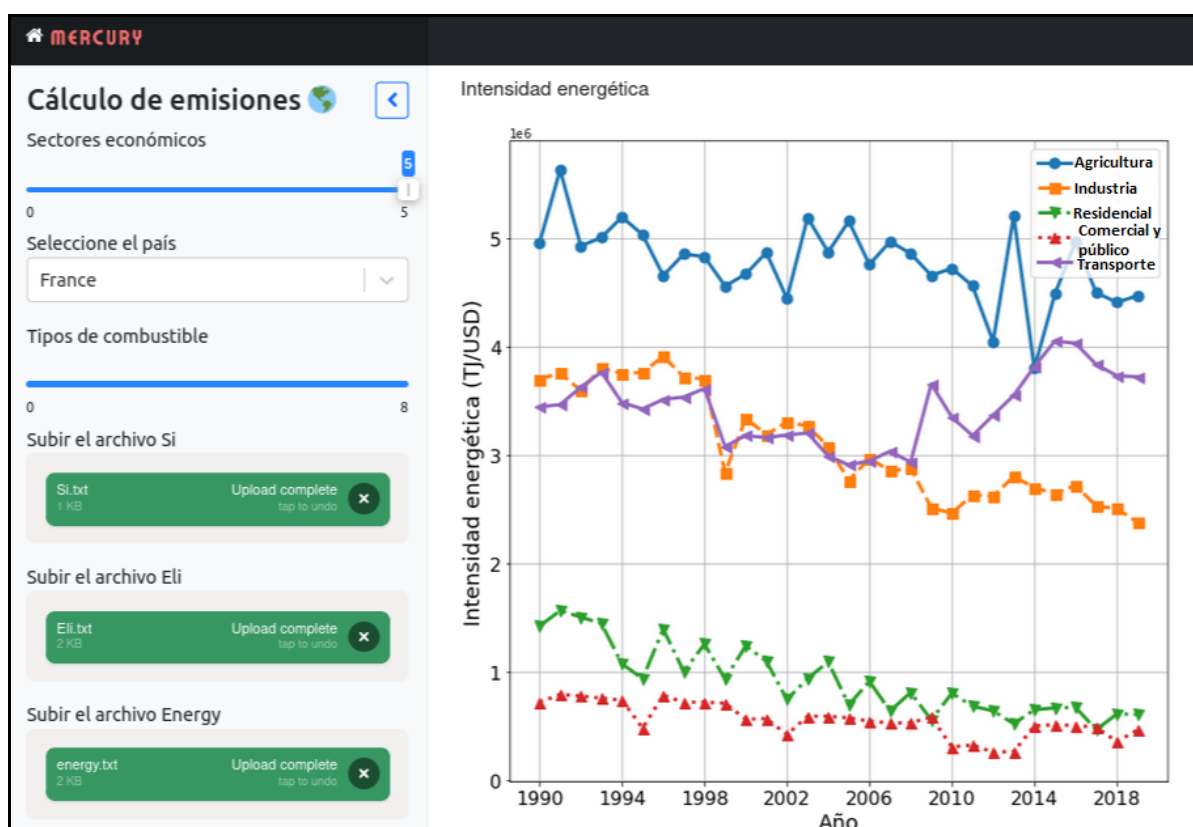 MERCURY
Cálculo de emisiones
Sectores económicos
5
0 5
Seleccione el país
France
Tipos de combustible
0 8
Subir el archivo Si
Si.txt Upload complete
1 KB tap to undo
Subir el archivo Eli
Eli.txt Upload complete
2 KB tap to undo
Subir el archivo Energy
energy.txt Upload complete
2 KB tap to undo
Intensidad energética
1e6
Agricultura
Industria
Residencial
Comercial y
público
Transporte
Intensidad energética (TJ/USD)
5
4
3
2
1
0
1990 1994 1998 2002 2006 2010 2014 2018
Año